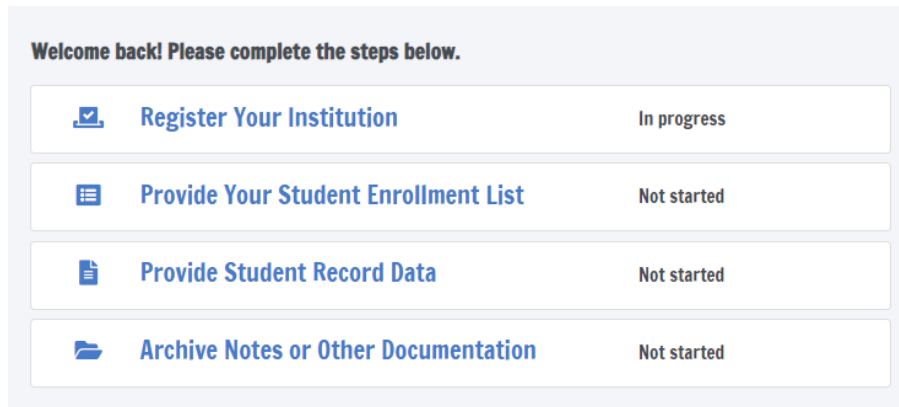 Welcome back! Please complete the steps below.
Register Your Institution In progress
Provide Your Student Enrollment List Not started
Provide Student Record Data Not started
Archive Notes or Other Documentation Not started